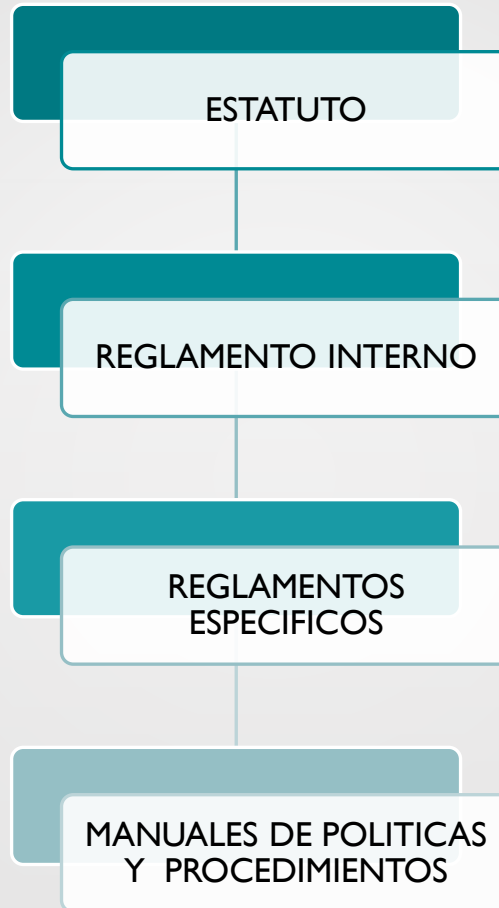 ESTATUTO
REGLAMENTO INTERNO
REGLAMENTOS
ESPECIFICOS
MANUALES DE POLITICAS
Y PROCEDIMIENTOS